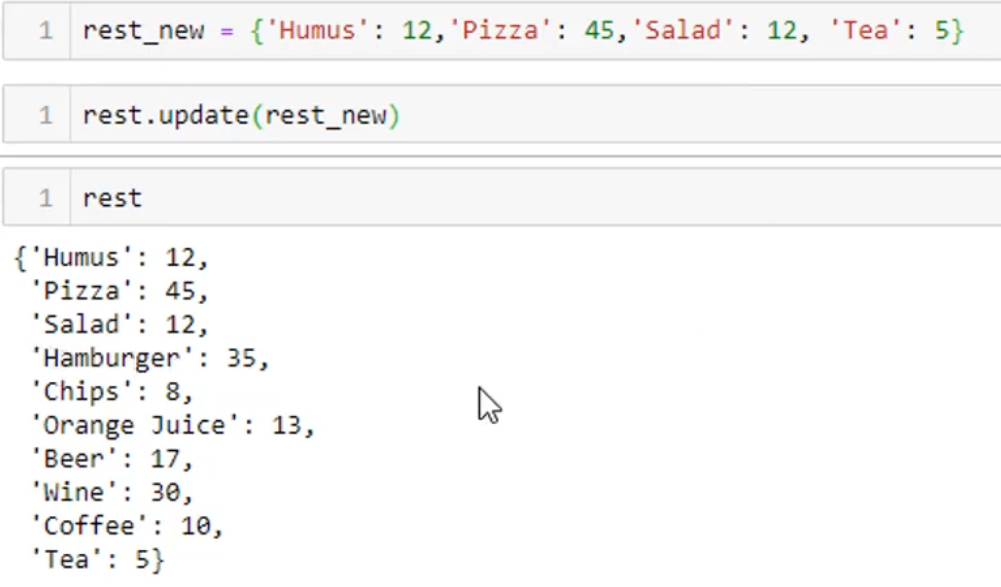 1 rest_new = {'Humus': 12,'Pizza': 45,'Salad': 12, 'Tea': 5}
1 rest.update(rest_new)
1 rest
{'Humus': 12,
 'Pizza': 45,
 'Salad': 12,
 'Hamburger': 35,
 'Chips': 8,
 'Orange Juice': 13,
 'Beer': 17,
 'Wine': 30,
 'Coffee': 10,
 'Tea': 5}